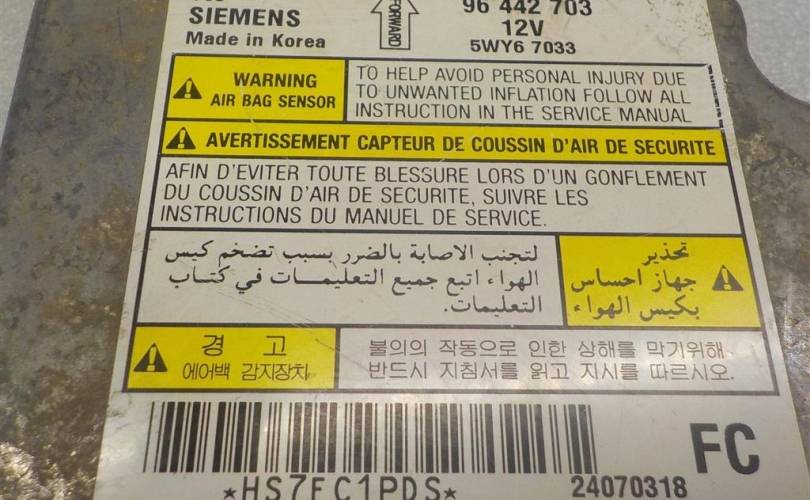 SIEMENS
Made in Korea
FORWARD
96 442 703
12V
5WY6 7033
WARNING
AIR BAG SENSOR
TO HELP AVOID PERSONAL INJURY DUE
TO UNWANTED INFLATION FOLLOW ALL
INSTRUCTION IN THE SERVICE MANUAL
AVERTISSEMENT CAPTEUR DE COUSSIN D'AIR DE SECURITE
AFIN D'EVITER TOUTE BLESSURE LORS D'UN GONFLEMENT
DU COUSSIN D'AIR DE SECURITE, SUIVRE LES
INSTRUCTIONS DU MANUEL DE SERVICE.
تحذير
جهاز احساس
بكيس الهواء
لتجنب الاصابة بالضرر بسبب تضخم كيس
الهواء اتبع جميع التعليمـــات في كتـاب
التعليمات.
경 고
에어백 감지장치
불의의 작동으로 인한 상해를 막기위해
반드시 지침서를 읽고 지시를 따르시오.
*HS7FC1PDS*
24070318
FC